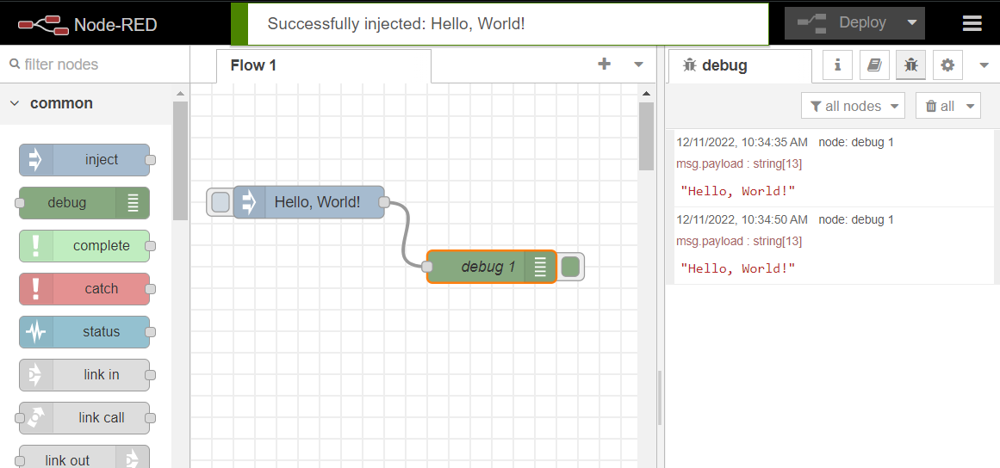 Node-RED
Successfully injected: Hello, World!
Deploy
filter nodes
Flow 1
debug
i
common
all nodes
all
inject
debug
complete
catch
status
link in
link call
link out
Hello, World!
debug 1
12/11/2022, 10:34:35 AM node: debug 1
msg.payload : string[13]
"Hello, World!"
12/11/2022, 10:34:50 AM node: debug 1
msg.payload : string[13]
"Hello, World!"